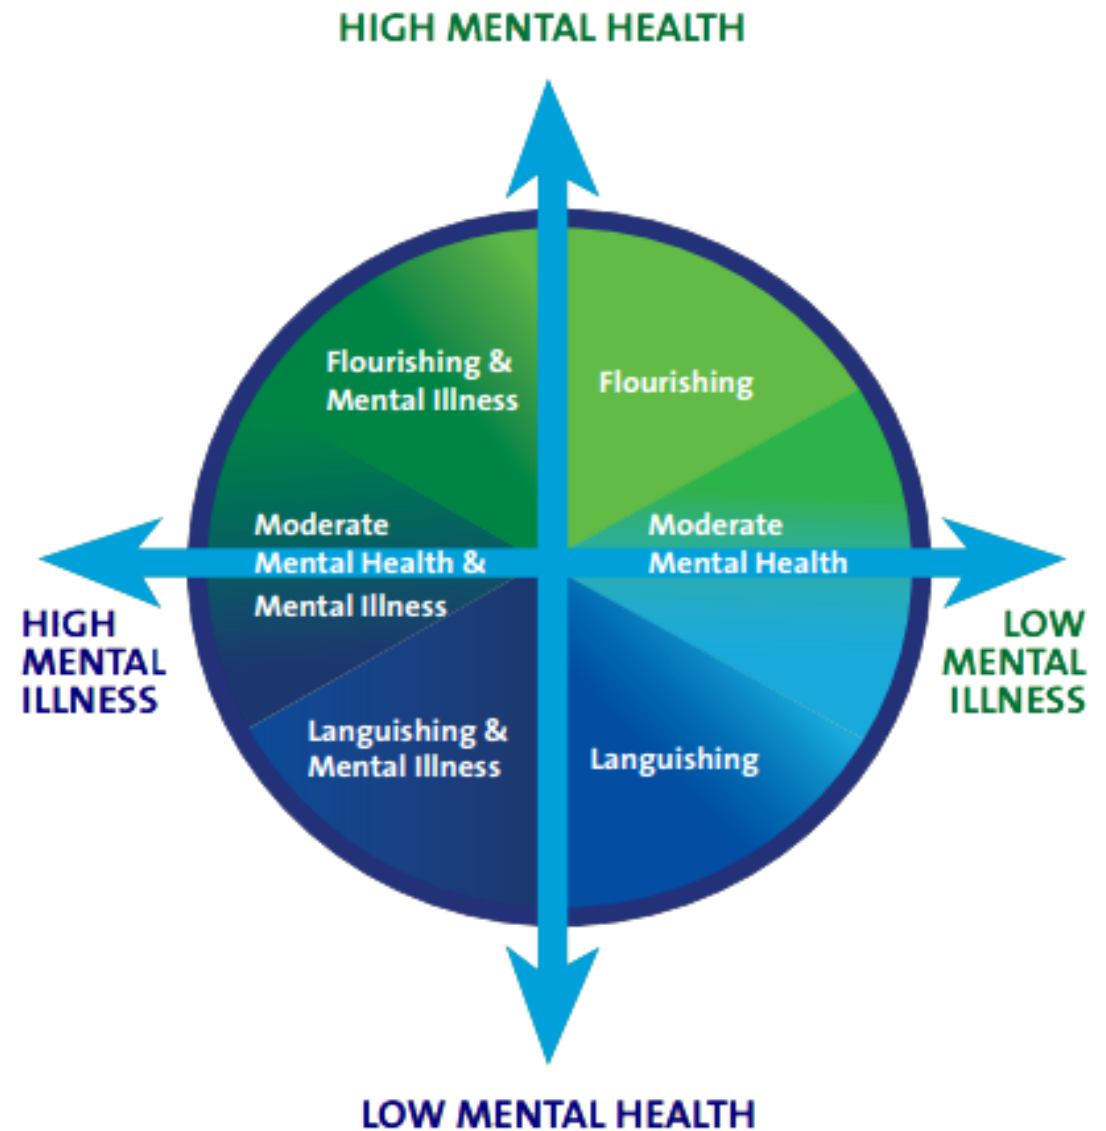 HIGH MENTAL HEALTH
Flourishing &
Mental Illness
Flourishing
Moderate
Mental Health &
Mental Illness
Moderate
Mental Health
HIGH
MENTAL
ILLNESS
LOW
MENTAL
ILLNESS
Languishing &
Mental Illness
Languishing
LOW MENTAL HEALTH